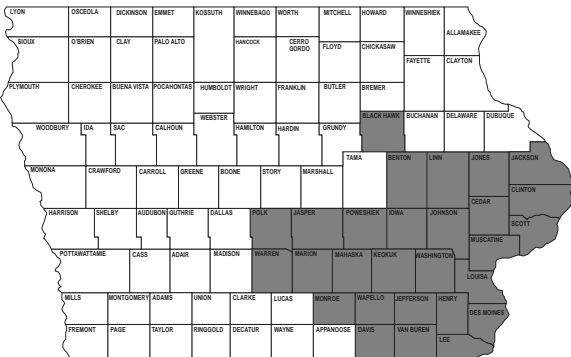 LYON OSCEOLA DICKINSON EMMET KOSSUTH WINNEBAGO WORTH MITCHELL HOWARD WINNESHIEK
ALLAMAKEE
SIOUX O'BRIEN CLAY PALO ALTO HANCOCK CERRO GORDO FLOYD CHICKASAW
FAYETTE CLAYTON
PLYMOUTH CHEROKEE BUENA VISTA POCAHONTAS HUMBOLDT WRIGHT FRANKLIN BUTLER BREMER
WEBSTER BLACK HAWK BUCHANAN DELAWARE DUBUQUE
WOODBURY IDA SAC CALHOUN HAMILTON HARDIN GRUNDY
TAMA BENTON LINN JONES JACKSON
MONONA CRAWFORD CARROLL GREENE BOONE STORY MARSHALL
CLINTON
CEDAR
HARRISON SHELBY AUDUBON GUTHRIE DALLAS POLK JASPER POWESHIEK IOWA JOHNSON
SCOTT
MUSCATINE
POTTAWATTAMIE CASS ADAIR MADISON WARREN MARION MAHASKA KEOKUK WASHINGTON
LOUISA
MILLS MONTGOMERY ADAMS UNION CLARKE LUCAS MONROE WAPELLO JEFFERSON HENRY
DES MOINES
FREMONT PAGE TAYLOR RINGGOLD DECATUR WAYNE APPANOOSE DAVIS VAN BUREN
LEE